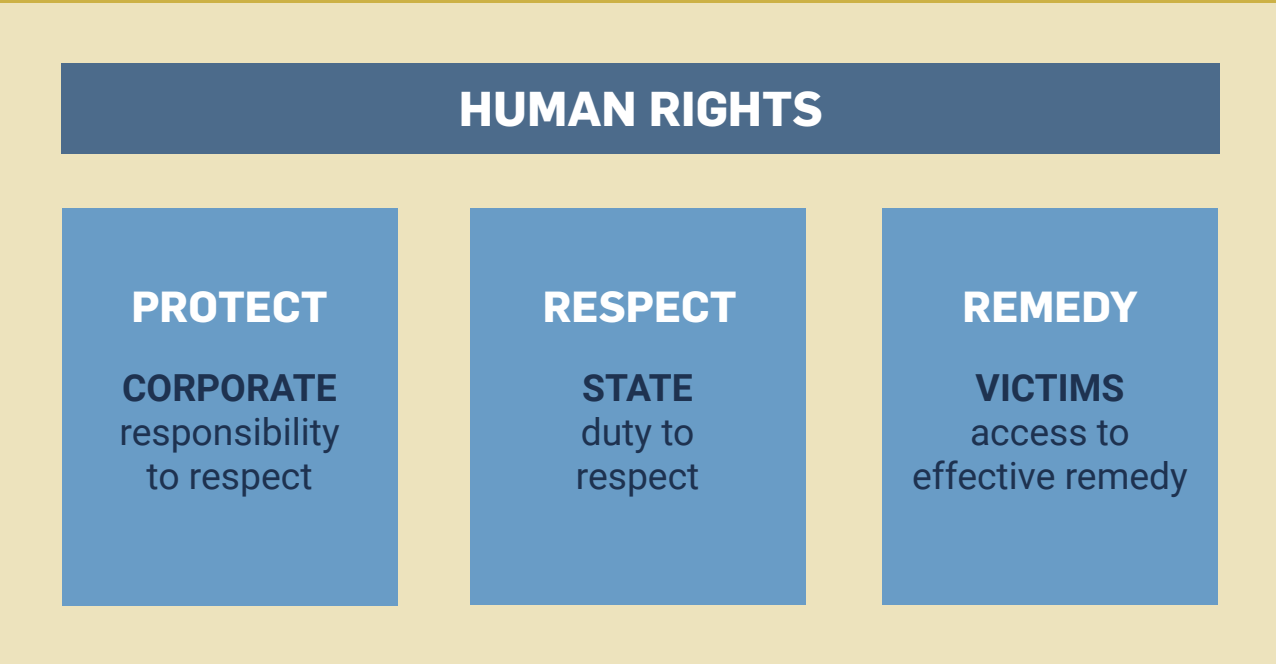 HUMAN RIGHTS
PROTECT
CORPORATE
responsibility
to respect
RESPECT
STATE
duty to
respect
REMEDY
VICTIMS
access to
effective remedy